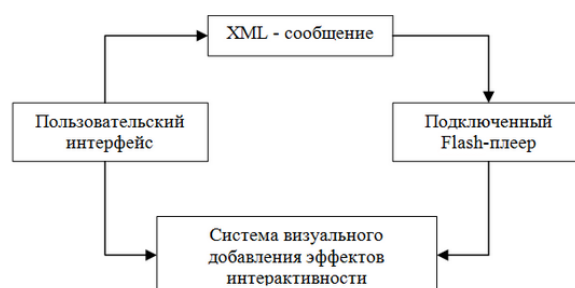 XML - сообщение
Пользовательский
интерфейс
Подключенный
Flash-плеер
Система визуального
добавления эффектов
интерактивности